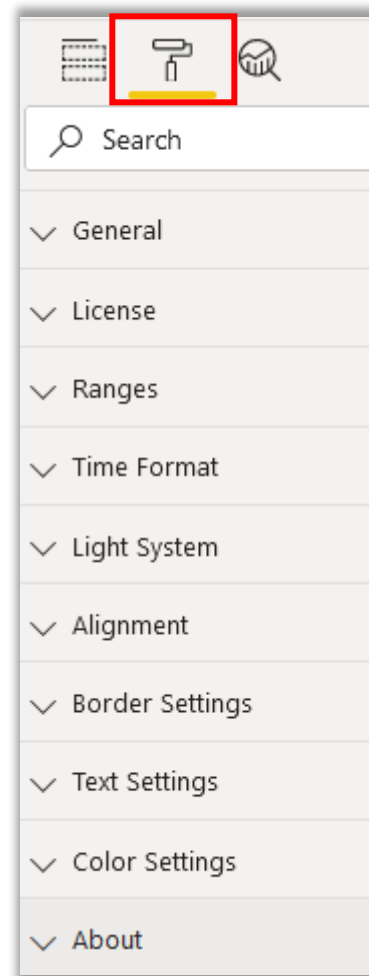 Search
General
License
Ranges
Time Format
Light System
Alignment
Border Settings
Text Settings
Color Settings
About